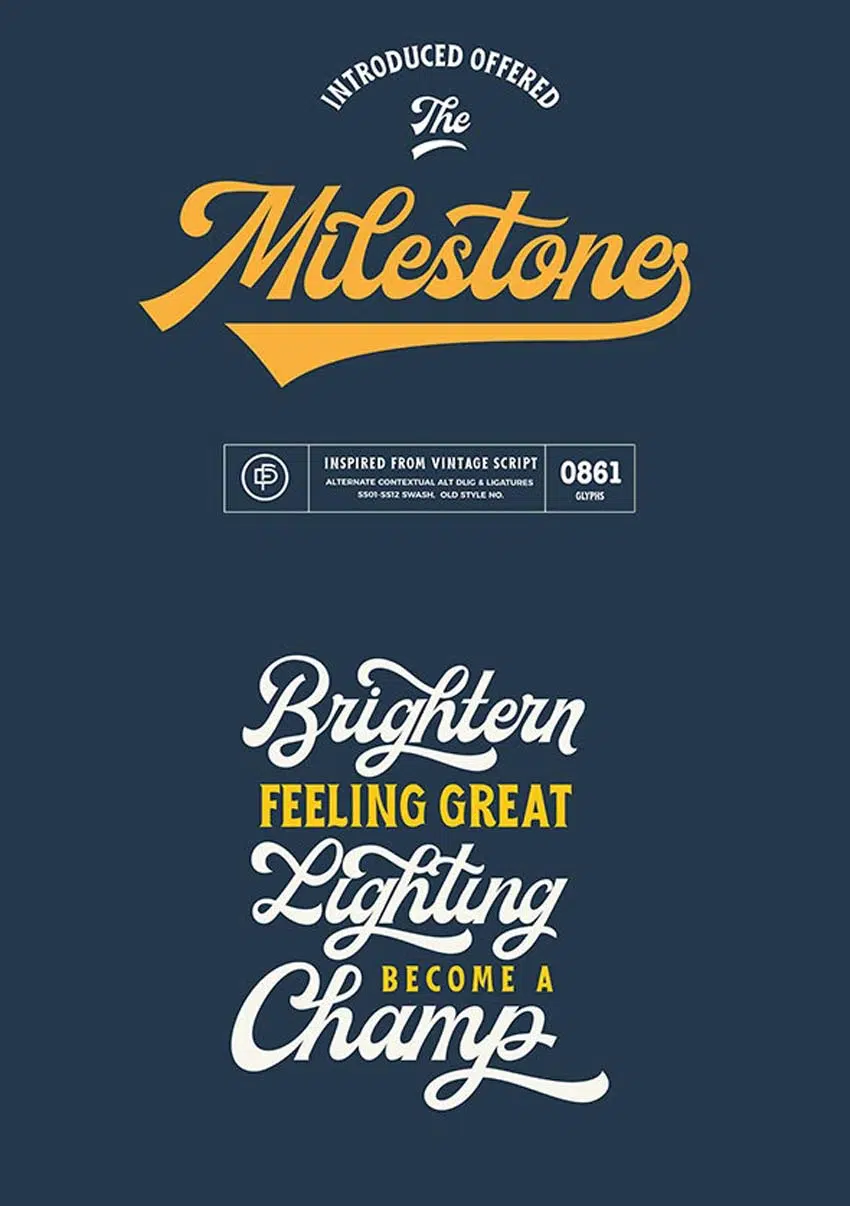 INTRODUCED OFFERED
The
Milestone
INSPIRED FROM VINTAGE SCRIPT
ALTERNATE CONTEXTUAL ALT DLIG & LIGATURES
SS01-SS12 SWASH, OLD STYLE NO.
0861
GLYPHS
Brightern
FEELING GREAT
Lighting
BECOME A
Champ